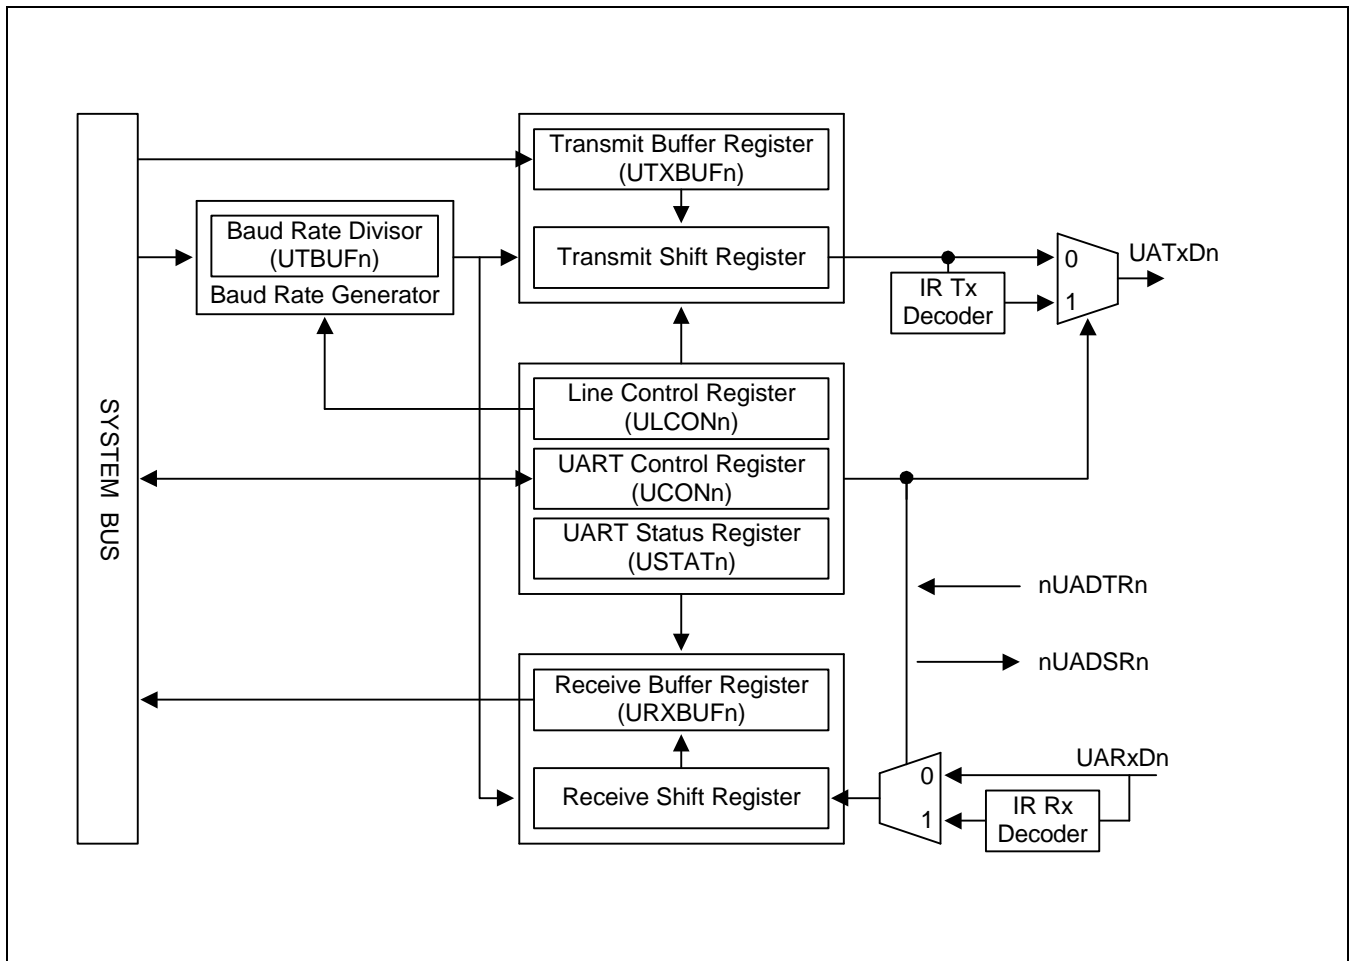 SYSTEM BUS
Baud Rate Divisor
(UTBUFn)
Baud Rate Generator
Transmit Buffer Register
(UTXBUFn)
Transmit Shift Register
IR Tx
Decoder
0
1
UATxDn
Line Control Register
(ULCONn)
UART Control Register
(UCONn)
UART Status Register
(USTATn)
nUADTRn
nUADSRn
Receive Buffer Register
(URXBUFn)
Receive Shift Register
0
1
UARxDn
IR Rx
Decoder